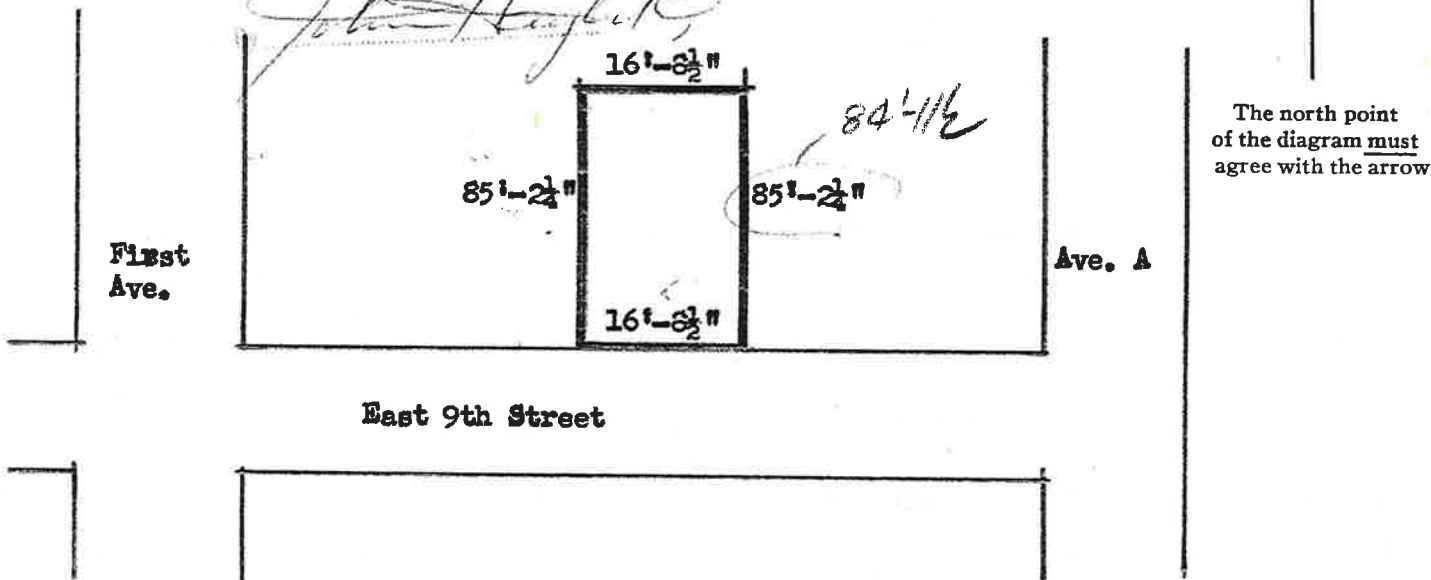 John
16'-8½"
84'-11½
The north point
of the diagram must
agree with the arrow
85'-2¼"
85'-2¼"
First
Ave.
Ave. A
16'-8½"
East 9th Street